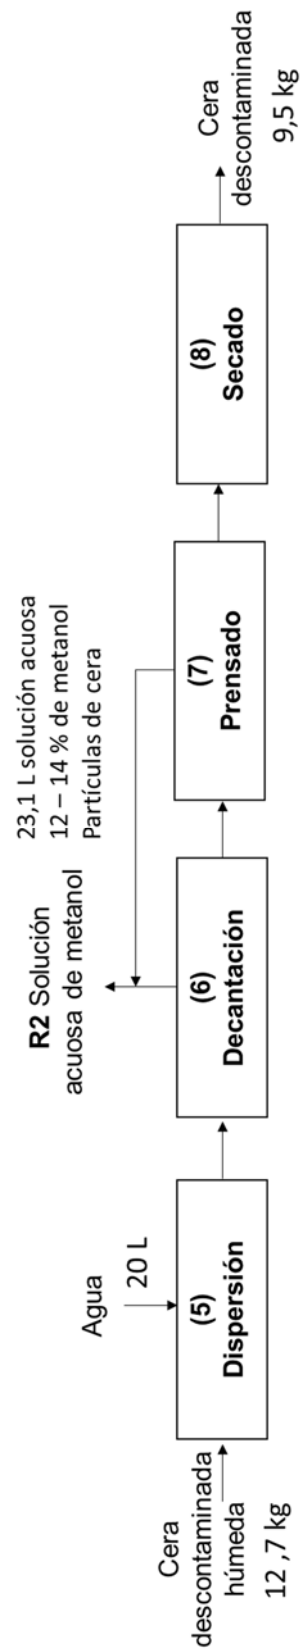 Cera
descontaminada
húmeda
12 ,7 kg
Agua
20 L
(5)
Dispersión
(6)
Decantación
R2 Solución
acuosa de metanol
23,1 L solución acuosa
12 – 14 % de metanol
Partículas de cera
(7)
Prensado
(8)
Secado
Cera
descontaminada
9,5 kg